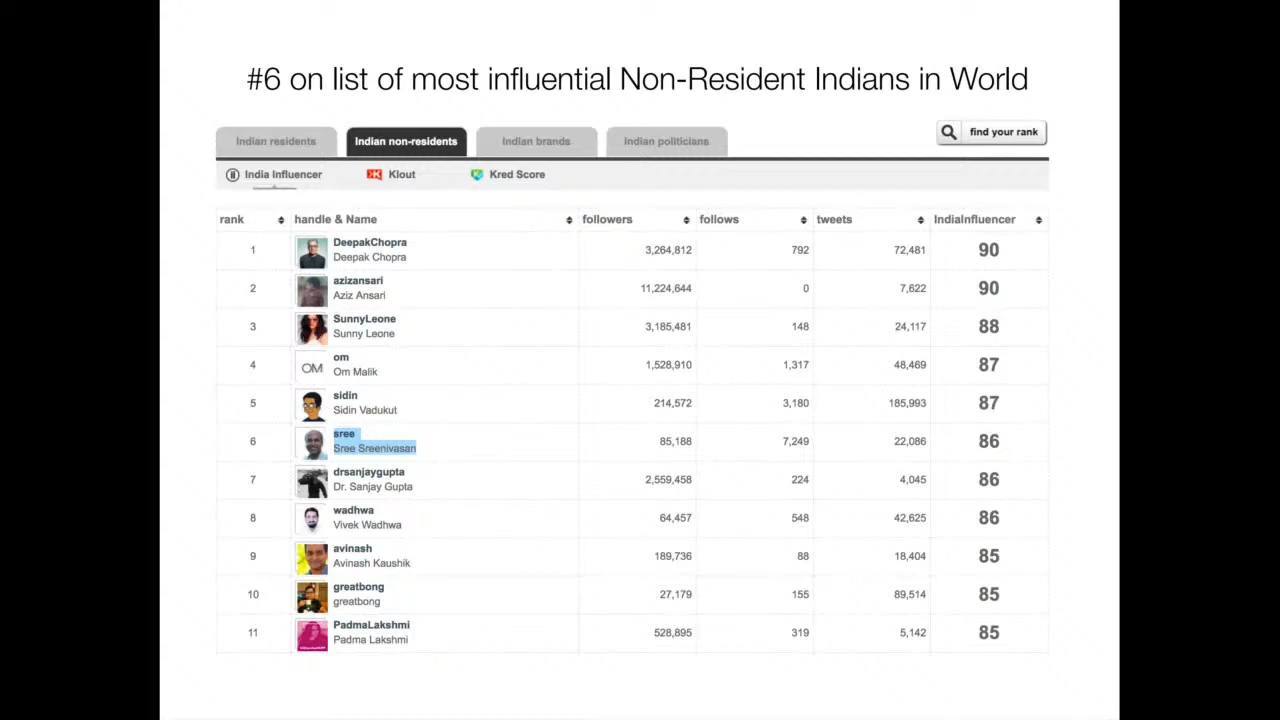 #6 on list of most influential Non-Resident Indians in World
Indian residents Indian non-residents Indian brands Indian politicians find your rank
India Influencer Klout Kred Score
rank handle & Name followers follows tweets IndiaInfluencer
1 DeepakChopra 3,264,812 792 72,481 90
Deepak Chopra
2 azizansari 11,224,644 0 7,622 90
Aziz Ansari
3 SunnyLeone 3,185,481 148 24,117 88
Sunny Leone
4 OM om 1,528,910 1,317 48,469 87
Om Malik
5 sidin 214,572 3,180 185,993 87
Sidin Vadukut
6 sree 85,188 7,249 22,086 86
Sree Sreenivasan
7 drsanjaygupta 2,559,458 224 4,045 86
Dr. Sanjay Gupta
8 wadhwa 64,457 548 42,625 86
Vivek Wadhwa
9 avinash 189,736 88 18,404 85
Avinash Kaushik
10 greatbong 27,179 155 89,514 85
greatbong
11 PadmaLakshmi 528,895 319 5,142 85
Padma Lakshmi